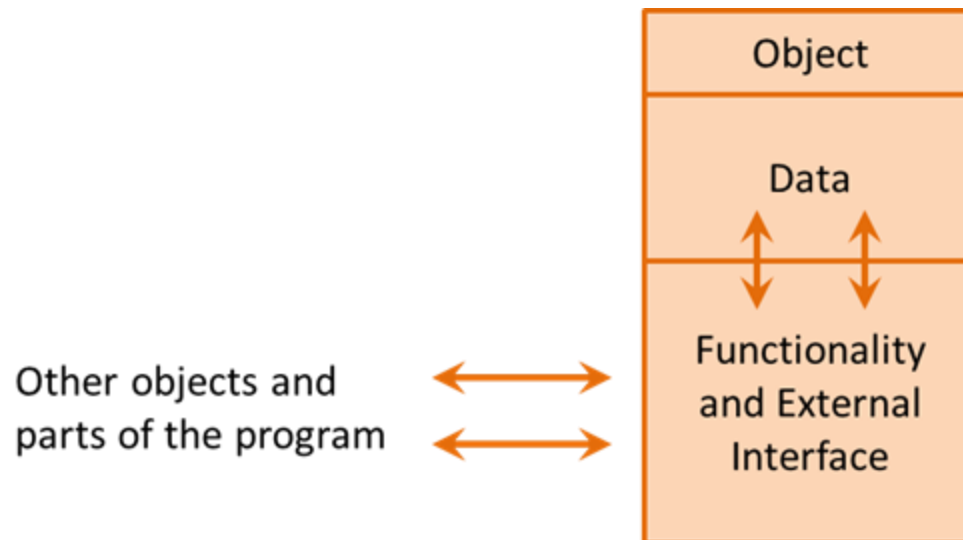 Object
Data
Functionality
and External
Interface
Other objects and
parts of the program